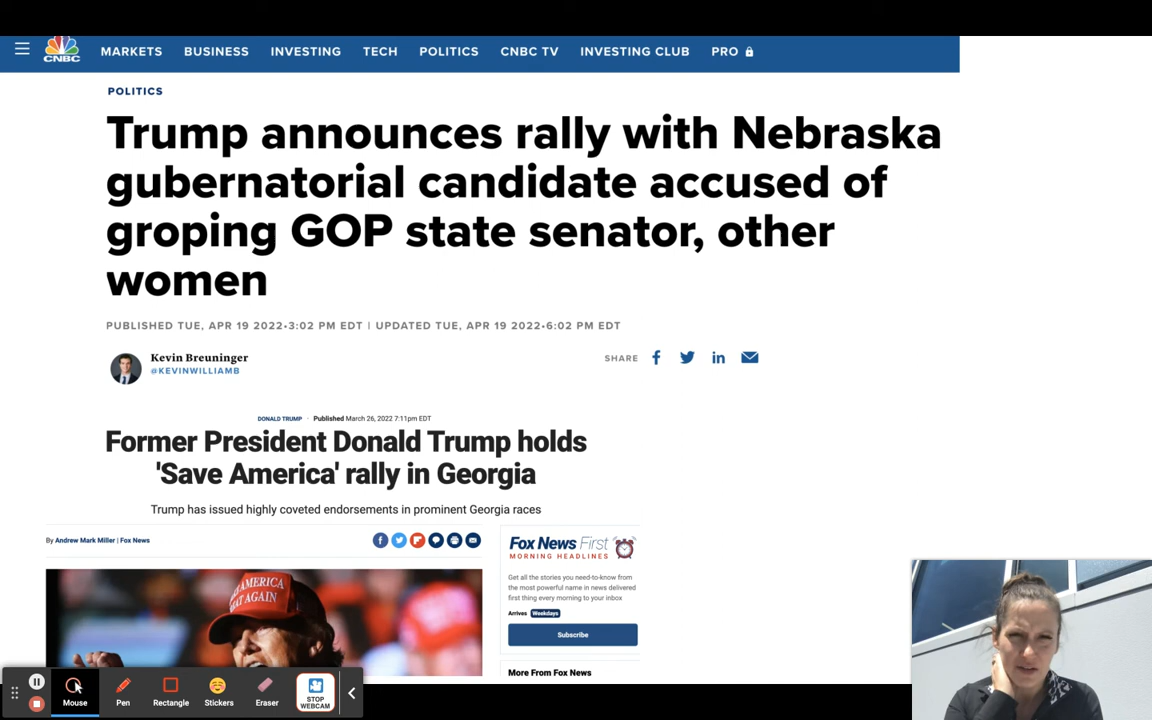 MARKETS BUSINESS INVESTING TECH POLITICS CNBC TV INVESTING CLUB PRO
CNBC
POLITICS
Trump announces rally with Nebraska
gubernatorial candidate accused of
groping GOP state senator, other
women
PUBLISHED TUE, APR 19 2022•3:02 PM EDT | UPDATED TUE, APR 19 2022•6:02 PM EDT
Kevin Breuninger
@KEVINWILLIAMB
SHARE
DONALD TRUMP · Published March 26, 2022 7:11pm EDT
Former President Donald Trump holds
'Save America' rally in Georgia
Trump has issued highly coveted endorsements in prominent Georgia races
By Andrew Mark Miller | Fox News
Fox News First
MORNING HEADLINES
Get all the stories you need-to-know from
the most powerful name in news delivered
first thing every morning to your inbox
Arrives Weekdays
Subscribe
More From Fox News
AMERICA
AT AGAIN
Mouse Pen Rectangle Stickers Eraser STOP
WEBCAM